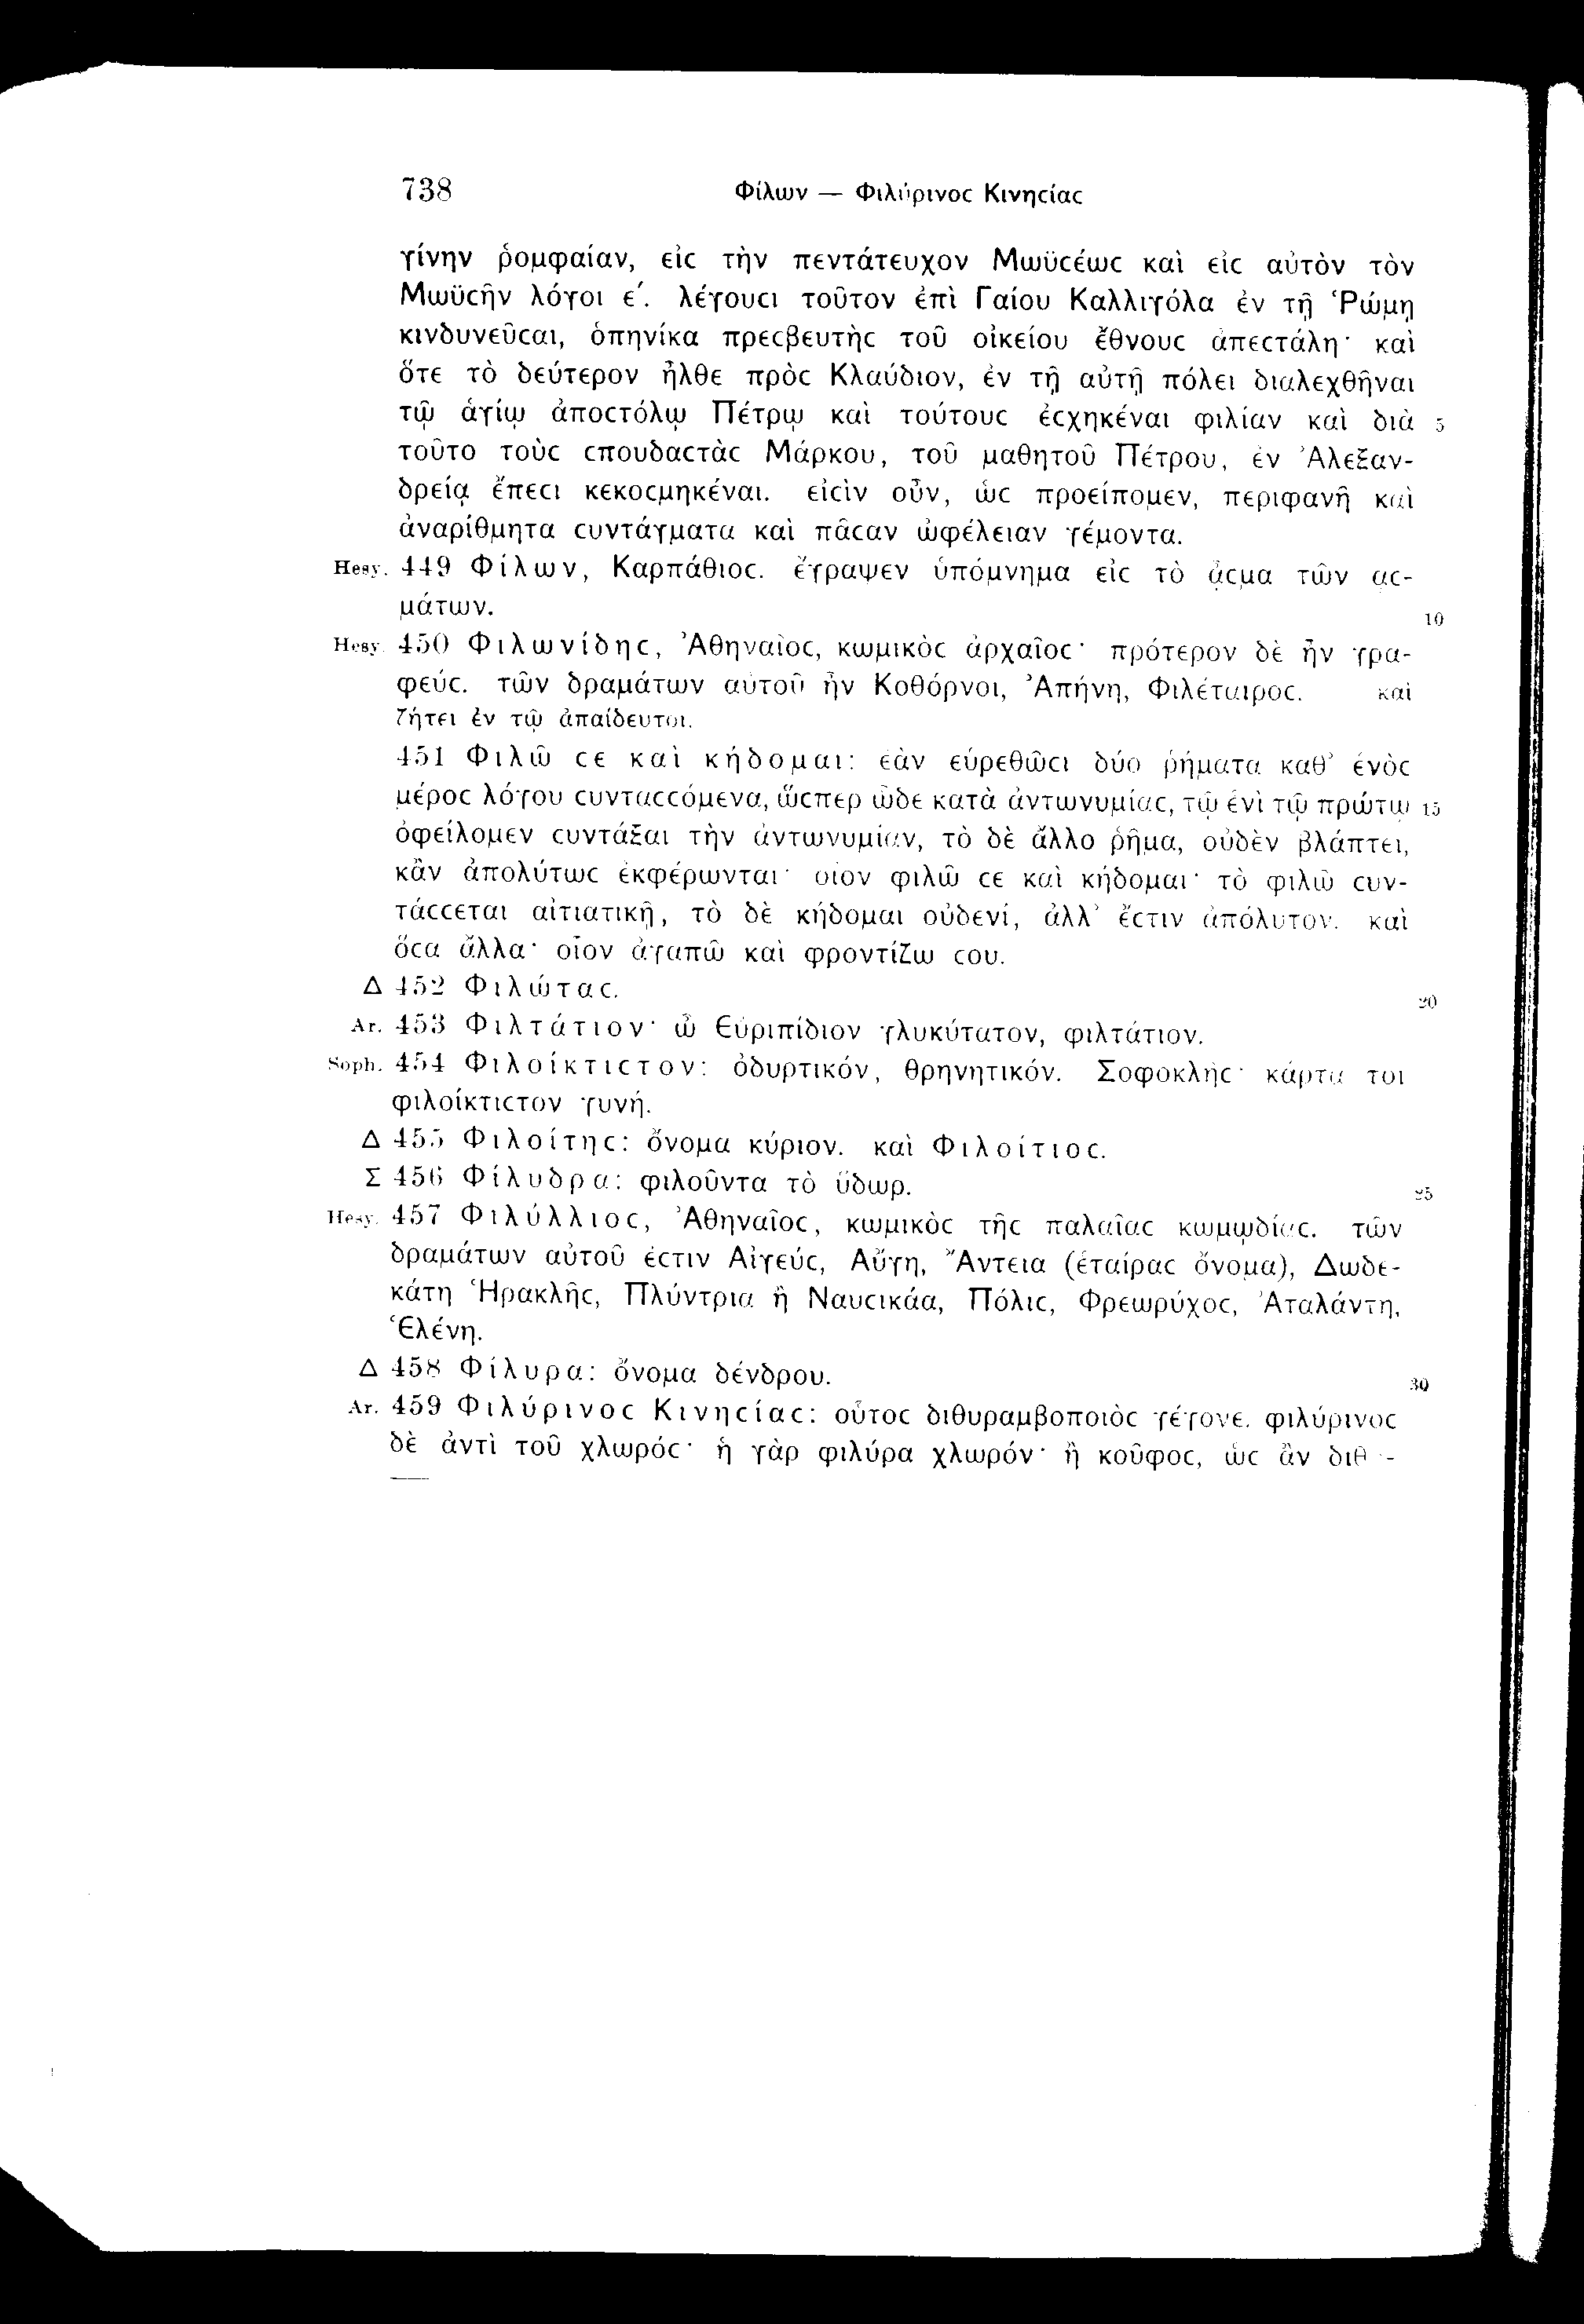 738 Φίλων — Φιλύρινοϲ Κινηϲίαϲ
γίνην ῥομφαίαν, εἰϲ τὴν πεντάτευχον Μωϋϲέωϲ καὶ εἰϲ αὐτὸν τὸν
Μωϋϲῆν λόγοι ε΄. λέγουϲι τοῦτον ἐπὶ Γαίου Καλλιγόλα ἐν τῇ Ῥώμῃ
κινδυνεῦϲαι, ὁπηνίκα πρεϲβευτὴϲ τοῦ οἰκείου ἔθνουϲ ἀπεϲτάλη· καὶ
ὅτε τὸ δεύτερον ἦλθε πρὸϲ Κλαύδιον, ἐν τῇ αὐτῇ πόλει διαλεχθῆναι
τῷ ἁγίῳ ἀποϲτόλῳ Πέτρῳ καὶ τούτουϲ ἐϲχηκέναι φιλίαν καὶ διὰ 5
τοῦτο τοὺϲ ϲπουδαϲτὰϲ Μάρκου, τοῦ μαθητοῦ Πέτρου, ἐν Ἀλεξαν-
δρείᾳ ἔπεϲι κεκοϲμηκέναι. εἰϲὶν οὖν, ὡϲ προείπομεν, περιφανῆ καὶ
ἀναρίθμητα ϲυντάγματα καὶ πᾶϲαν ὠφέλειαν γέμοντα.
Hesy. 449 Φίλων, Καρπάθιοϲ. ἔγραψεν ὑπόμνημα εἰϲ τὸ ᾆϲμα τῶν ᾀϲ-
μάτων. 10
Hesy. 450 Φιλωνίδηϲ, Ἀθηναῖοϲ, κωμικὸϲ ἀρχαῖοϲ· πρότερον δὲ ἦν γρα-
φεύϲ. τῶν δραμάτων αὐτοῦ ἦν Κοθόρνοι, Ἀπήνη, Φιλέταιροϲ. καὶ
ζήτει ἐν τῷ ἀπαίδευτοι.
451 Φιλῶ ϲε καὶ κήδομαι: ἐὰν εὑρεθῶϲι δύο ῥήματα καθ’ ἑνὸϲ
μέροϲ λόγου ϲυνταϲϲόμενα, ὥϲπερ ὧδε κατὰ ἀντωνυμίαϲ, τῷ ἑνὶ τῷ πρώτῳ 15
ὀφείλομεν ϲυντάξαι τὴν ἀντωνυμίαν, τὸ δὲ ἄλλο ῥῆμα, οὐδὲν βλάπτει,
κἂν ἀπολύτωϲ ἐκφέρωνται· οἷον φιλῶ ϲε καὶ κήδομαι· τὸ φιλῶ ϲυν-
τάϲϲεται αἰτιατικῇ, τὸ δὲ κήδομαι οὐδενί, ἀλλ’ ἔϲτιν ἀπόλυτον. καὶ
ὅϲα ἄλλα· οἷον ἀγαπῶ καὶ φροντίζω ϲου.
Δ 452 Φιλώταϲ. 20
Ar. 453 Φιλτάτιον· ὦ Εὐριπίδιον γλυκύτατον, φιλτάτιον.
Soph. 454 Φιλοίκτιϲτον: ὀδυρτικόν, θρηνητικόν. Σοφοκλῆϲ· κάρτα τοι
φιλοίκτιϲτον γυνή.
Δ 455 Φιλοίτηϲ: ὄνομα κύριον. καὶ Φιλοίτιοϲ.
Σ 456 Φίλυδρα: φιλοῦντα τὸ ὕδωρ. 25
Hesy. 457 Φιλύλλιοϲ, Ἀθηναῖοϲ, κωμικὸϲ τῆϲ παλαῖαϲ κωμῳδίαϲ. τῶν
δραμάτων αὐτοῦ ἐϲτιν Αἰγεύϲ, Αὔγη, Ἄντεια (ἑταίραϲ ὄνομα), Δωδε-
κάτη Ἡρακλῆϲ, Πλύντρια ἢ Ναυϲικάα, Πόλιϲ, Φρεωρύχοϲ, Ἀταλάντη,
Ἑλένη.
Δ 458 Φίλυρα: ὄνομα δένδρου. 30
Ar. 459 Φιλύρινοϲ Κινηϲίαϲ: οὗτοϲ διθυραμβοποιὸϲ γέγονε. φιλύρινοϲ
δὲ ἀντὶ τοῦ χλωρόϲ· ἡ γὰρ φιλύρα χλωρόν· ἢ κοῦφοϲ, ὡϲ ἂν διθ-